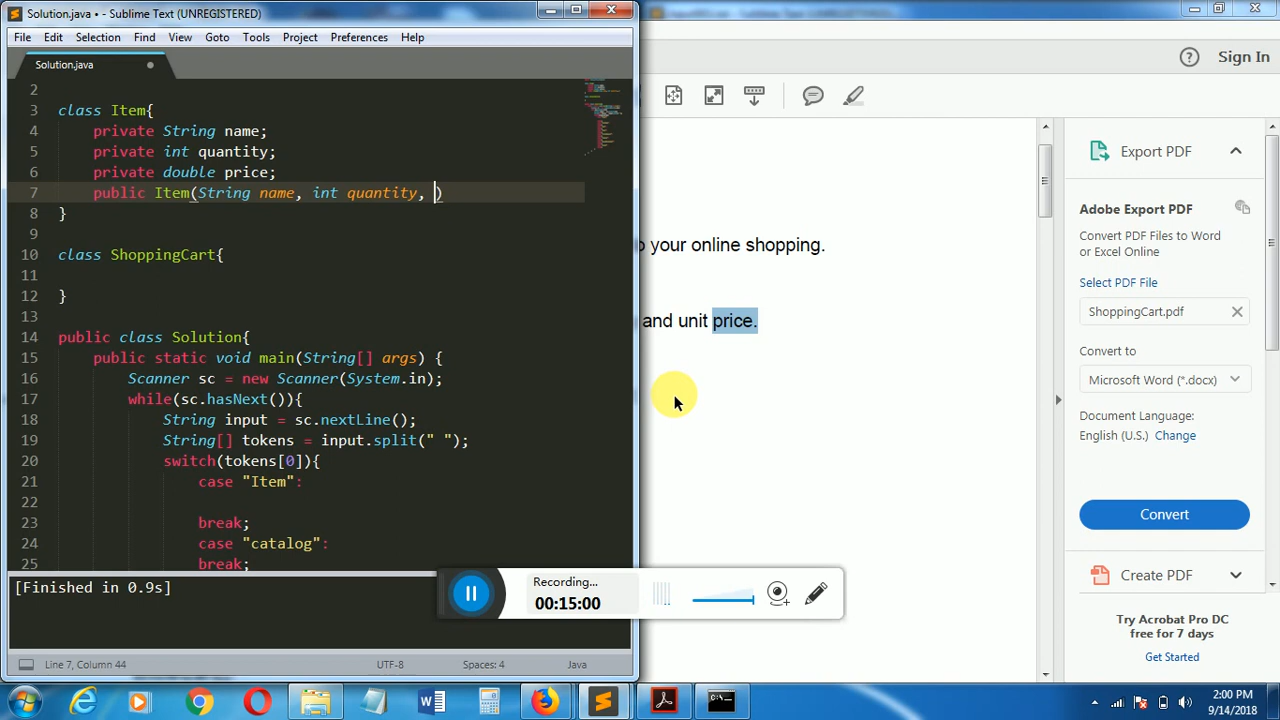 Solution.java • - Sublime Text (UNREGISTERED)
File Edit Selection Find View Goto Tools Project Preferences Help
Solution.java
2
3 class Item{
4 private String name;
5 private int quantity;
6 private double price;
7 public Item(String name, int quantity, )
8 }
9
10 class ShoppingCart{
11
12 }
13
14 public class Solution{
15 public static void main(String[] args) {
16 Scanner sc = new Scanner(System.in);
17 while(sc.hasNext()){
18 String input = sc.nextLine();
19 String[] tokens = input.split(" ");
20 switch(tokens[0]){
21 case "Item":
22
23 break;
24 case "catalog":
25 break;
[Finished in 0.9s]
Line 7, Column 44 UTF-8 Spaces: 4 Java
Sign In
your online shopping.
and unit price.
Export PDF
Adobe Export PDF
Convert PDF Files to Word
or Excel Online
Select PDF File
ShoppingCart.pdf
Convert to
Microsoft Word (*.docx)
Document Language:
English (U.S.) Change
Convert
Create PDF
Try Acrobat Pro DC
free for 7 days
Get Started
Recording...
00:15:00
2:00 PM
9/14/2018